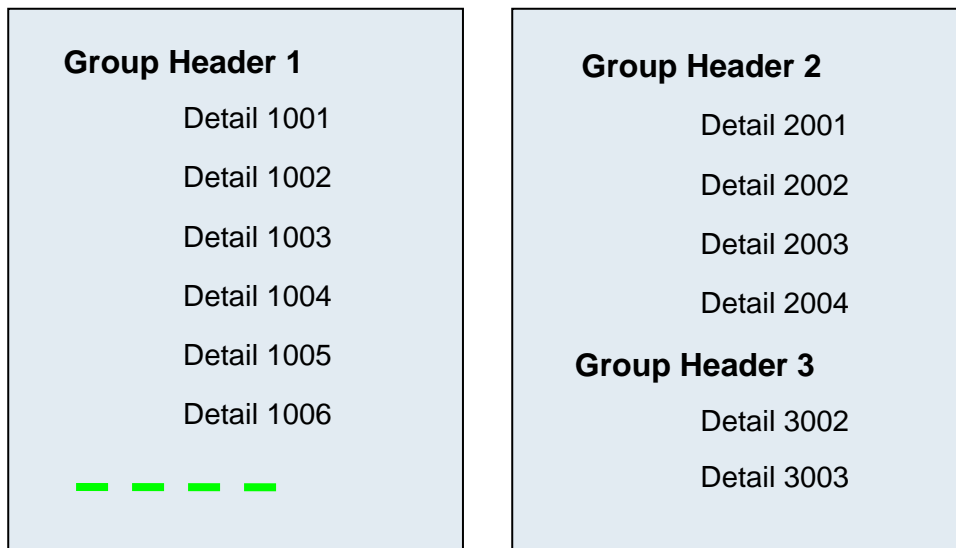 Group Header 1
Detail 1001
Detail 1002
Detail 1003
Detail 1004
Detail 1005
Detail 1006
Group Header 2
Detail 2001
Detail 2002
Detail 2003
Detail 2004
Group Header 3
Detail 3002
Detail 3003